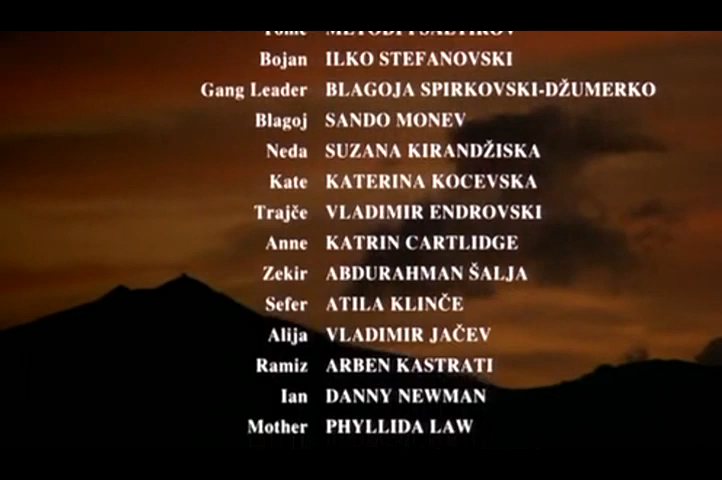 Bojan ILKO STEFANOVSKI
Gang Leader BLAGOJA SPIRKOVSKI-DŽUMERKO
Blagoj SANDO MONEV
Neda SUZANA KIRANDŽISKA
Kate KATERINA KOCEVSKA
Trajče VLADIMIR ENDROVSKI
Anne KATRIN CARTLIDGE
Zekir ABDURAHMAN ŠALJA
Sefer ATILA KLINČE
Alija VLADIMIR JAČEV
Ramiz ARBEN KASTRATI
Ian DANNY NEWMAN
Mother PHYLLIDA LAW